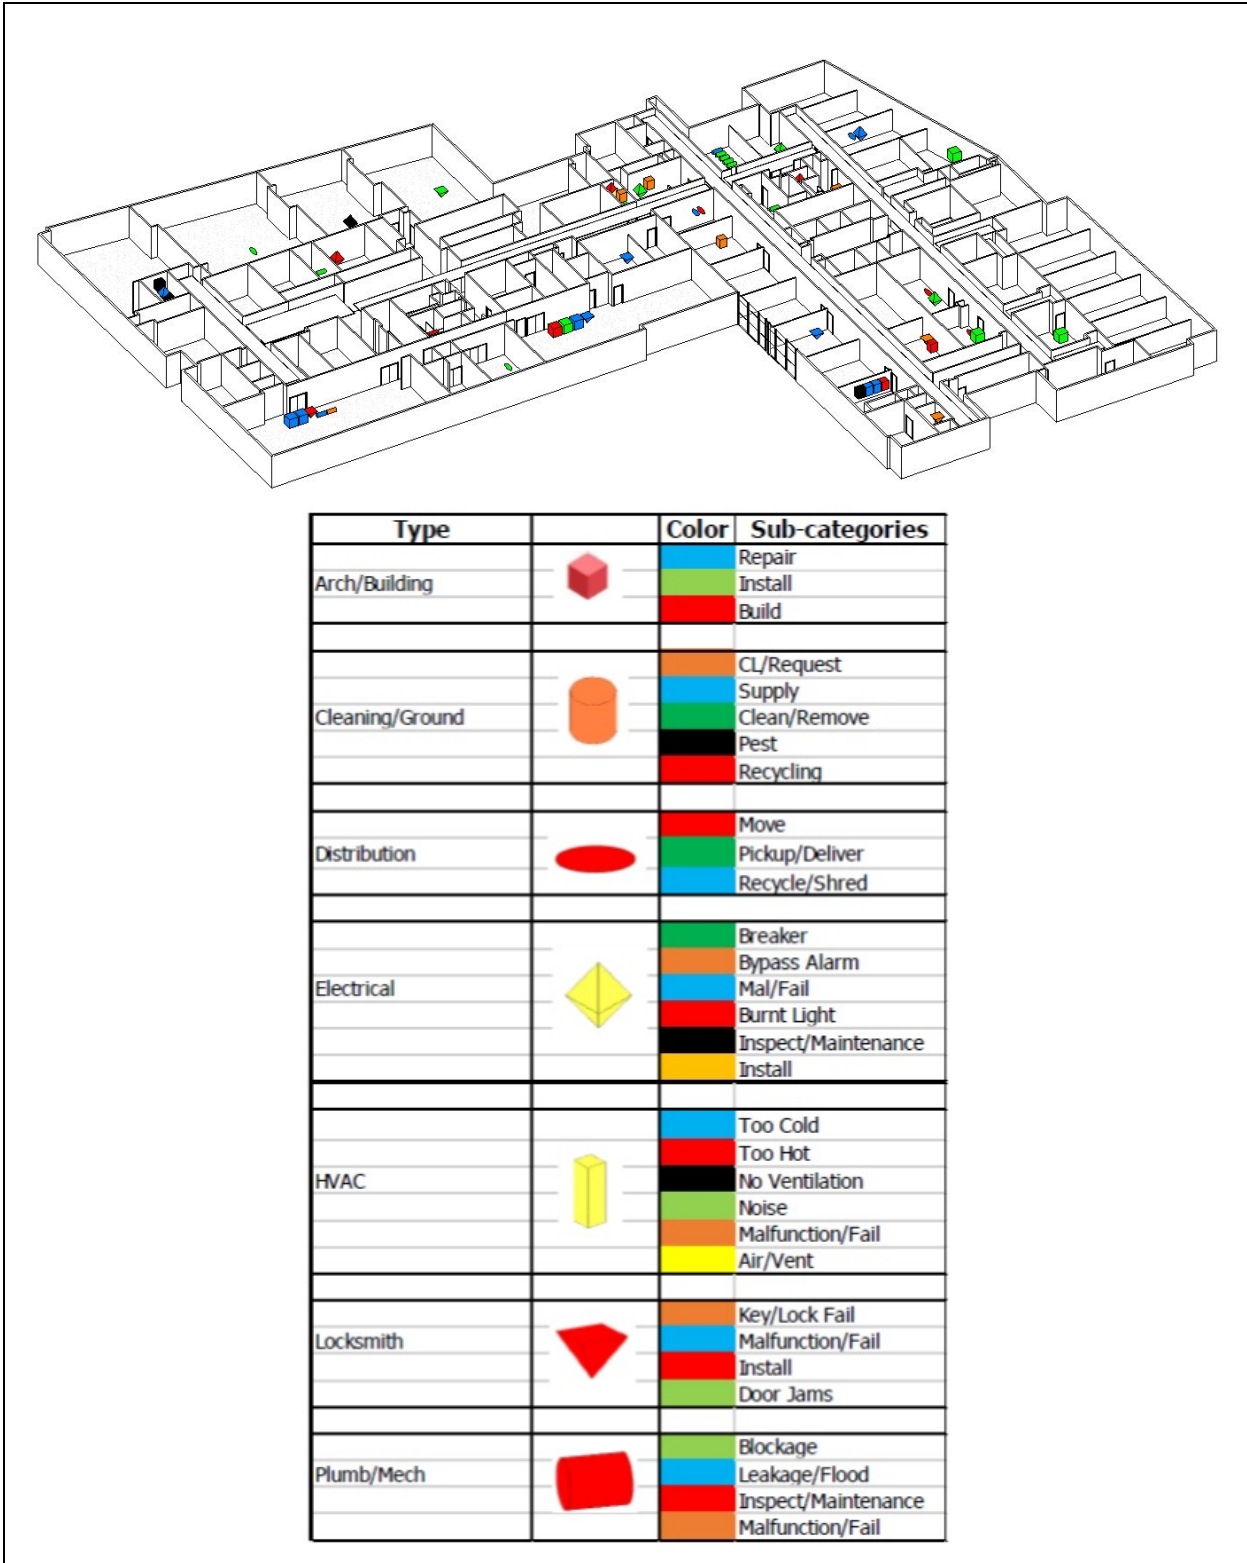 Type Color Sub-categories
Repair
Arch/Building Install
Build
CL/Request
Supply
Cleaning/Ground Clean/Remove
Pest
Recycling
Move
Distribution Pickup/Deliver
Recycle/Shred
Breaker
Bypass Alarm
Electrical Mal/Fail
Burnt Light
Inspect/Maintenance
Install
Too Cold
Too Hot
HVAC No Ventilation
Noise
Malfunction/Fail
Air/Vent
Key/Lock Fail
Locksmith Malfunction/Fail
Install
Door Jams
Blockage
Plumb/Mech Leakage/Flood
Inspect/Maintenance
Malfunction/Fail